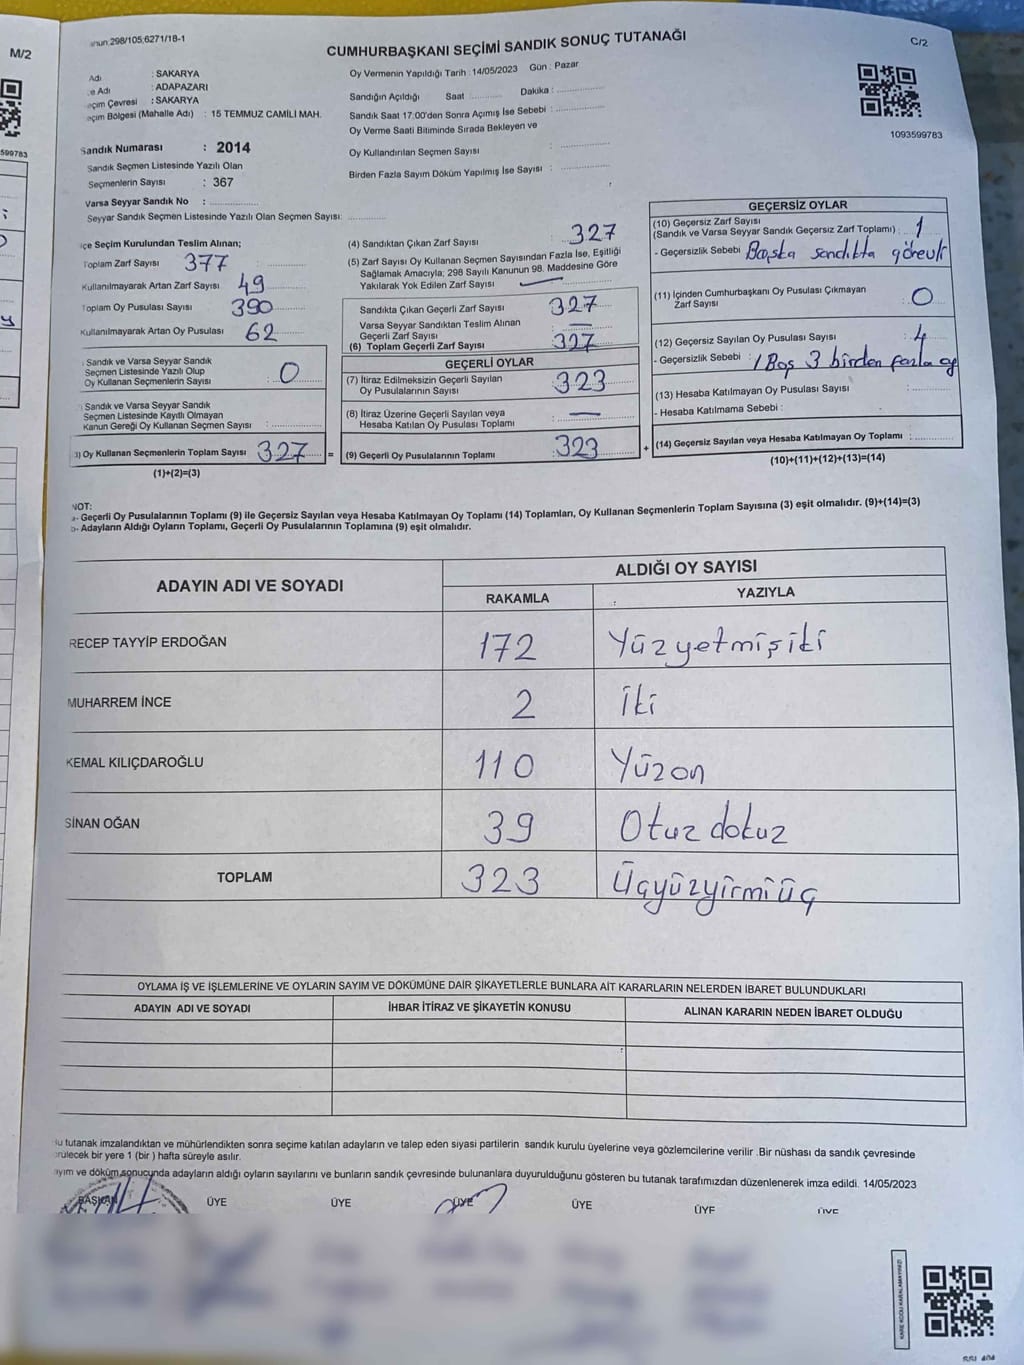 M/2
599783
298/105;6271/18-1
CUMHURBAŞKANI SEÇİMİ SANDIK SONUÇ TUTANAĞI
C/2
Adı : SAKARYA
Adı : ADAPAZARI
Çevresi : SAKARYA
Bölgesi (Mahalle Adı) : 15 TEMMUZ CAMİLİ MAH.
Sandık Numarası : 2014
Sandık Seçmen Listesinde Yazılı Olan
Seçmenlerin Sayısı : 367
Varsa Seyyar Sandık No :
Seyyar Sandık Seçmen Listesinde Yazılı Olan Seçmen Sayısı:
Oy Vermenin Yapıldığı Tarih : 14/05/2023 Gün : Pazar
Sandığın Açıldığı Saat Dakika :
Sandık Saat 17:00'den Sonra Açımış İse Sebebi :
Oy Verme Saati Bitiminde Sırada Bekleyen ve
Oy Kullandırılan Seçmen Sayısı :
Birden Fazla Sayım Döküm Yapılmış İse Sayısı :
1093599783
Seçim Kurulundan Teslim Alınan;
Toplam Zarf Sayısı 377
Kullanılmayarak Artan Zarf Sayısı 49
Toplam Oy Pusulası Sayısı 390
Kullanılmayarak Artan Oy Pusulası 62
Sandık ve Varsa Seyyar Sandık
Seçmen Listesinde Yazılı Olup
Oy Kullanan Seçmenlerin Sayısı : 0
Sandık ve Varsa Seyyar Sandık
Seçmen Listesinde Kayıtlı Olmayan
Kanun Gereği Oy Kullanan Seçmen Sayısı :
3) Oy Kullanan Seçmenlerin Toplam Sayısı 327 =
(1)+(2)=(3)
(4) Sandıktan Çıkan Zarf Sayısı 327
(5) Zarf Sayısı Oy Kullanan Seçmen Sayısından Fazla İse, Eşitliği
Sağlamak Amacıyla; 298 Sayılı Kanunun 98. Maddesine Göre
Yakılarak Yok Edilen Zarf Sayısı —
Sandıkta Çıkan Geçerli Zarf Sayısı 327
Varsa Seyyar Sandıktan Teslim Alınan
Geçerli Zarf Sayısı —
(6) Toplam Geçerli Zarf Sayısı 327
GEÇERLİ OYLAR
(7) İtiraz Edilmeksizin Geçerli Sayılan
Oy Pusulalarının Sayısı 323
(8) İtiraz Üzerine Geçerli Sayılan veya
Hesaba Katılan Oy Pusulası Toplamı —
(9) Geçerli Oy Pusulalarının Toplamı : 323 +
GEÇERSİZ OYLAR
(10) Geçersiz Zarf Sayısı
(Sandık ve Varsa Seyyar Sandık Geçersiz Zarf Toplamı) : 1
- Geçersizlik Sebebi : Başka sandıkta görevli
(11) İçinden Cumhurbaşkanı Oy Pusulası Çıkmayan
Zarf Sayısı : 0
(12) Geçersiz Sayılan Oy Pusulası Sayısı : 4
- Geçersizlik Sebebi : 1 Boş 3 birden fazla oy
(13) Hesaba Katılmayan Oy Pusulası Sayısı :
- Hesaba Katılmama Sebebi :
(14) Geçersiz Sayılan veya Hesaba Katılmayan Oy Toplamı :
(10)+(11)+(12)+(13)=(14)
NOT:
a- Geçerli Oy Pusulalarının Toplamı (9) ile Geçersiz Sayılan veya Hesaba Katılmayan Oy Toplamı (14) Toplamları, Oy Kullanan Seçmenlerin Toplam Sayısına (3) eşit olmalıdır. (9)+(14)=(3)
b- Adayların Aldığı Oyların Toplamı, Geçerli Oy Pusulalarının Toplamına (9) eşit olmalıdır.
ADAYIN ADI VE SOYADI
ALDIĞI OY SAYISI
RAKAMLA YAZIYLA
RECEP TAYYİP ERDOĞAN 172 Yüzyetmişiki
MUHARREM İNCE 2 İki
KEMAL KILIÇDAROĞLU 110 Yüzon
SİNAN OĞAN 39 Otuz dokuz
TOPLAM 323 Üçyüzyirmiüç
OYLAMA İŞ VE İŞLEMLERİNE VE OYLARIN SAYIM VE DÖKÜMÜNE DAİR ŞİKAYETLERLE BUNLARA AİT KARARLARIN NELERDEN İBARET BULUNDUKLARI
ADAYIN ADI VE SOYADI İHBAR İTİRAZ VE ŞİKAYETİN KONUSU ALINAN KARARIN NEDEN İBARET OLDUĞU
Bu tutanak imzalandıktan ve mühürlendikten sonra seçime katılan adayların ve talep eden siyasi partilerin sandık kurulu üyelerine veya gözlemcilerine verilir .Bir nüshası da sandık çevresinde
bir yere 1 (bir ) hafta süreyle asılır.
ve döküm sonucunda adayların aldığı oyların sayılarını ve bunların sandık çevresinde bulunanlara duyurulduğunu gösteren bu tutanak tarafımızdan düzenlenerek imza edildi. 14/05/2023
BAŞKAN ÜYE ÜYE ÜYE ÜYE ÜYE ÜYE
KARE KODU KARALAMAYINIZ!